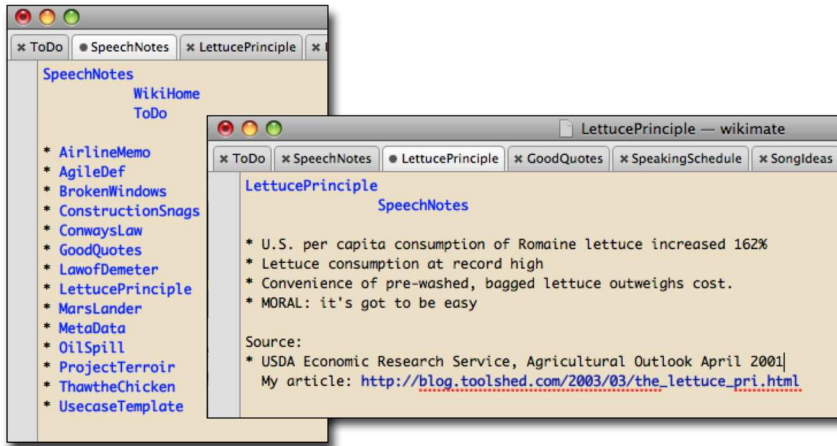 ToDo SpeechNotes LettucePrinciple
SpeechNotes
WikiHome
ToDo
* AirlineMemo
* AgileDef
* BrokenWindows
* ConstructionSnags
* ConwaysLaw
* GoodQuotes
* LawofDemeter
* LettucePrinciple
* MarsLander
* MetaData
* OilSpill
* ProjectTerroir
* ThawtheChicken
* UsecaseTemplate
LettucePrinciple — wikimate
ToDo SpeechNotes LettucePrinciple GoodQuotes SpeakingSchedule SongIdeas
LettucePrinciple
SpeechNotes
* U.S. per capita consumption of Romaine lettuce increased 162%
* Lettuce consumption at record high
* Convenience of pre-washed, bagged lettuce outweighs cost.
* MORAL: it's got to be easy
Source:
* USDA Economic Research Service, Agricultural Outlook April 2001
My article: http://blog.toolshed.com/2003/03/the_lettuce_pri.html